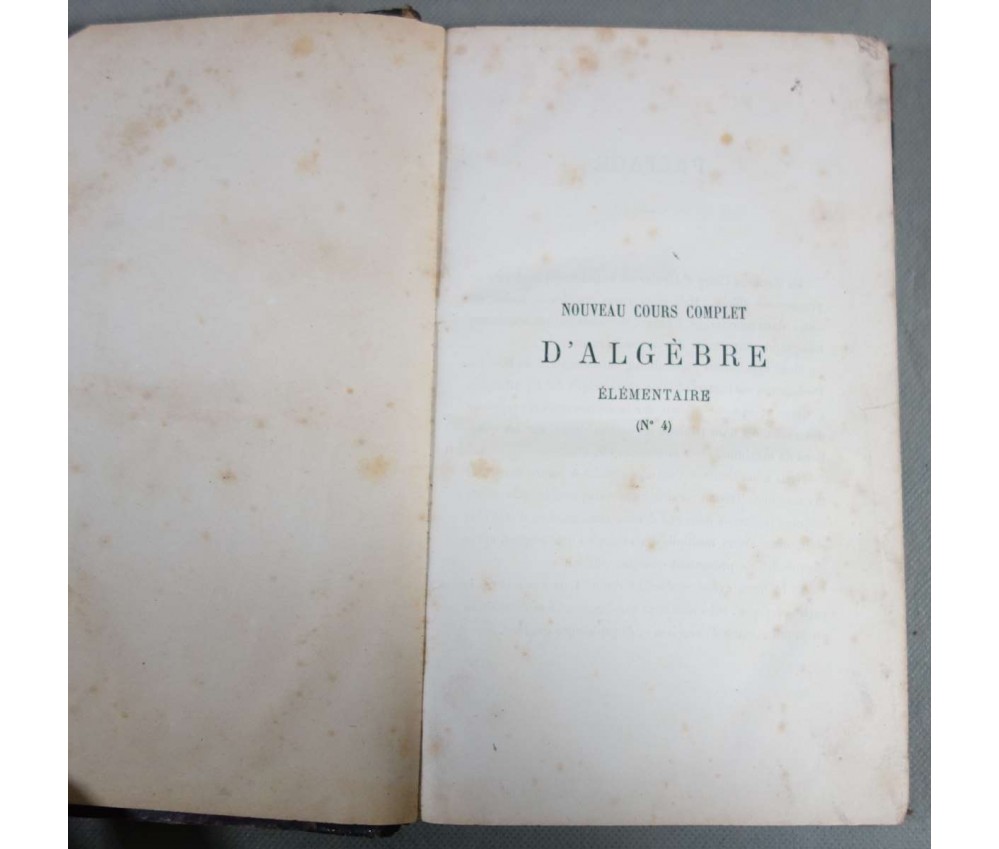 NOUVEAU COURS COMPLET
D'ALGÈBRE
ÉLÉMENTAIRE
(N° 4)